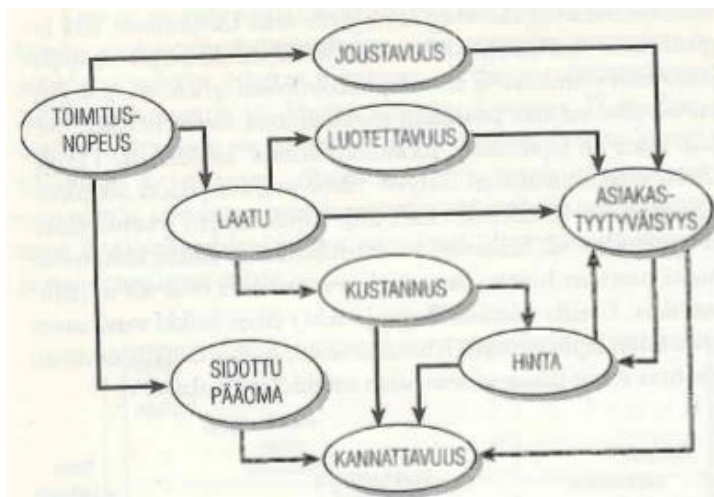 JOUSTAVUUS
TOIMITUS-
NOPEUS
LUOTETTAVUUS
LAATU
ASIAKAS-
TYYTYVÄISYYS
KUSTANNUS
HINTA
SIDOTTU
PÄÄOMA
KANNATTAVUUS